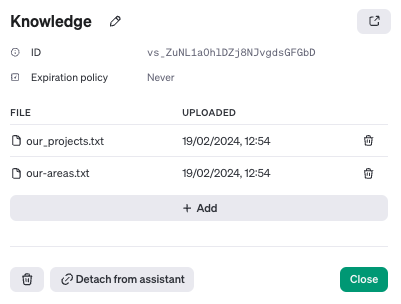 Knowledge
ID vs_ZuNL1aOhlDZj8NJvgdsGFGbD
Expiration policy Never
FILE UPLOADED
our_projects.txt 19/02/2024, 12:54
our-areas.txt 19/02/2024, 12:54
+ Add
Detach from assistant Close